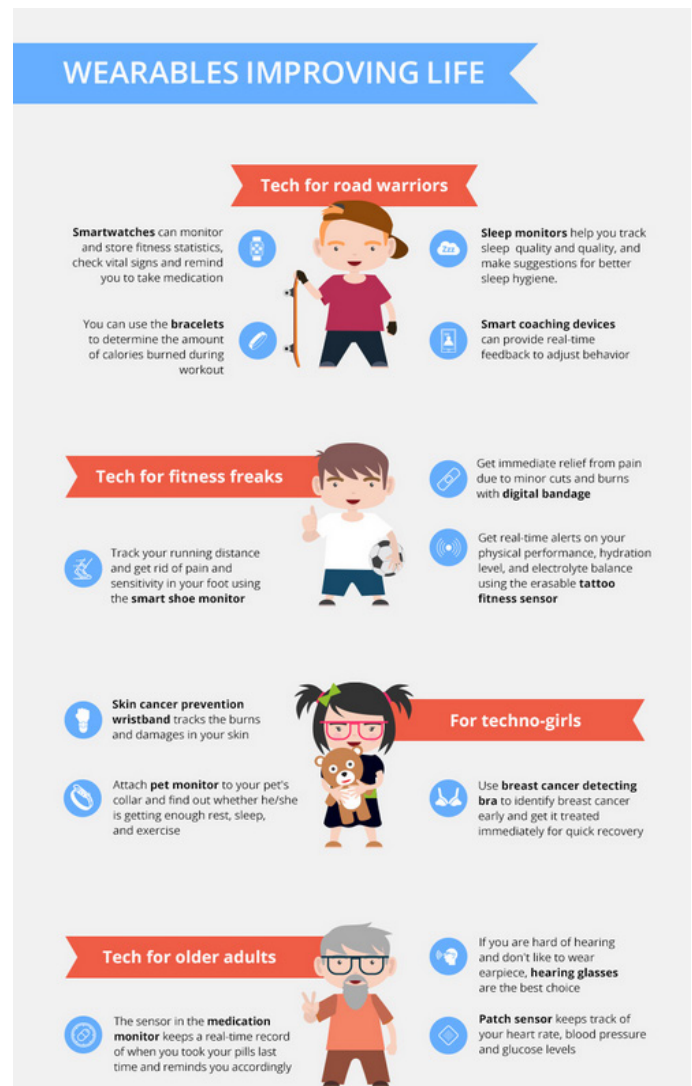 WEARABLES IMPROVING LIFE
Tech for road warriors
Smartwatches can monitor
and store fitness statistics,
check vital signs and remind
you to take medication
Sleep monitors help you track
sleep quality and quality, and
make suggestions for better
sleep hygiene.
You can use the bracelets
to determine the amount
of calories burned during
workout
Smart coaching devices
can provide real-time
feedback to adjust behavior
Tech for fitness freaks
Get immediate relief from pain
due to minor cuts and burns
with digital bandage
Track your running distance
and get rid of pain and
sensitivity in your foot using
the smart shoe monitor
Get real-time alerts on your
physical performance, hydration
level, and electrolyte balance
using the erasable tattoo
fitness sensor
Skin cancer prevention
wristband tracks the burns
and damages in your skin
For techno-girls
Attach pet monitor to your pet's
collar and find out whether he/she
is getting enough rest, sleep,
and exercise
Use breast cancer detecting
bra to identify breast cancer
early and get it treated
immediately for quick recovery
Tech for older adults
If you are hard of hearing
and don't like to wear
earpiece, hearing glasses
are the best choice
The sensor in the medication
monitor keeps a real-time record
of when you took your pills last
time and reminds you accordingly
Patch sensor keeps track of
your heart rate, blood pressure
and glucose levels
Zzz